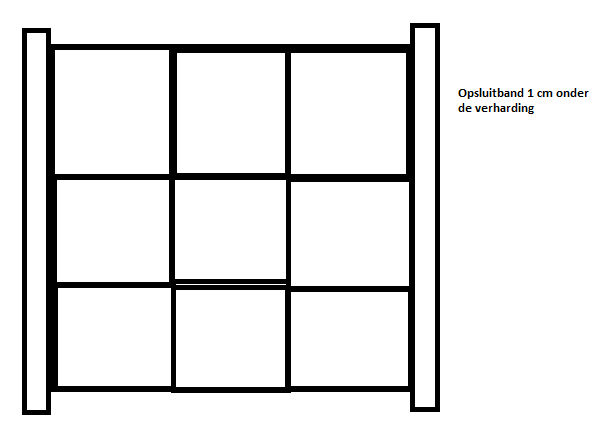 Opsluitband 1 cm onder
de verharding